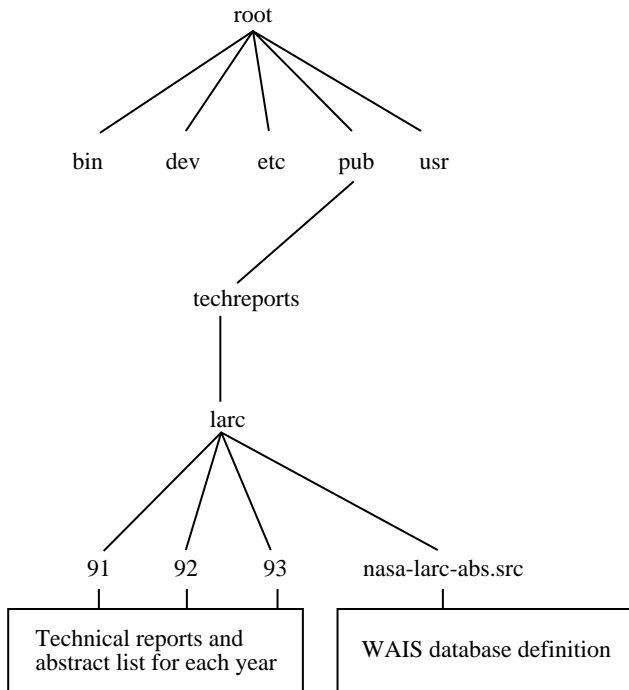 root
bin dev etc pub usr
techreports
larc
91 92 93 nasa-larc-abs.src
Technical reports and
abstract list for each year
WAIS database definition